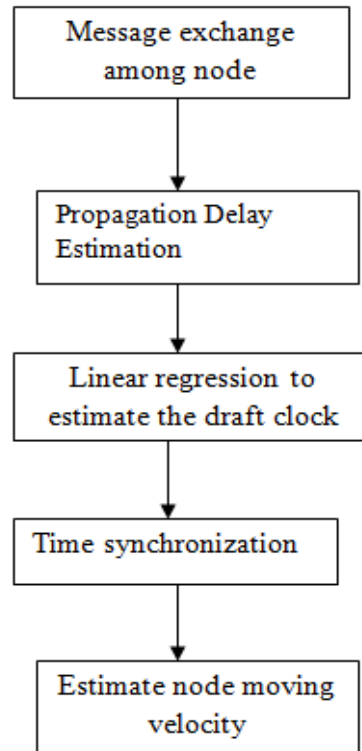 Message exchange
among node
Propagation Delay
Estimation
Linear regression to
estimate the draft clock
Time synchronization
Estimate node moving
velocity